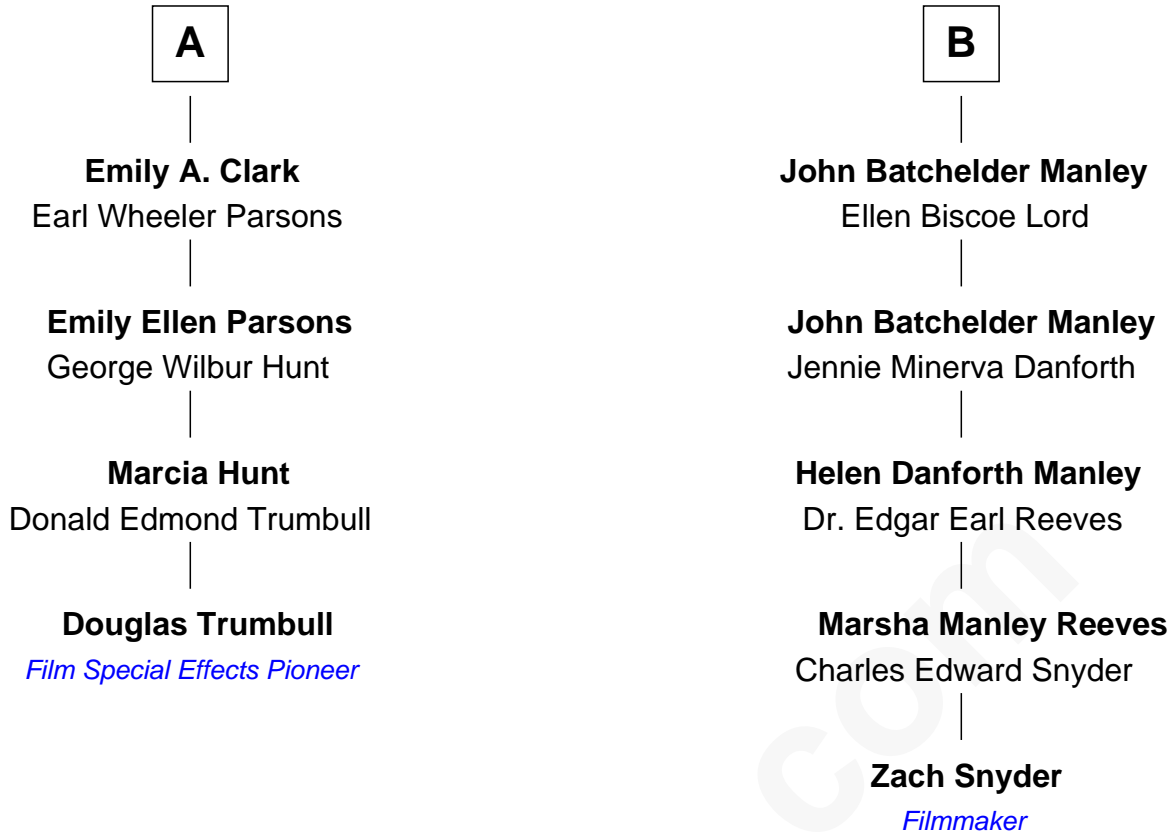 A
Emily A. Clark
Earl Wheeler Parsons
Emily Ellen Parsons
George Wilbur Hunt
Marcia Hunt
Donald Edmond Trumbull
Douglas Trumbull
Film Special Effects Pioneer
B
John Batchelder Manley
Ellen Biscoe Lord
John Batchelder Manley
Jennie Minerva Danforth
Helen Danforth Manley
Dr. Edgar Earl Reeves
Marsha Manley Reeves
Charles Edward Snyder
Zach Snyder
Filmmaker
com